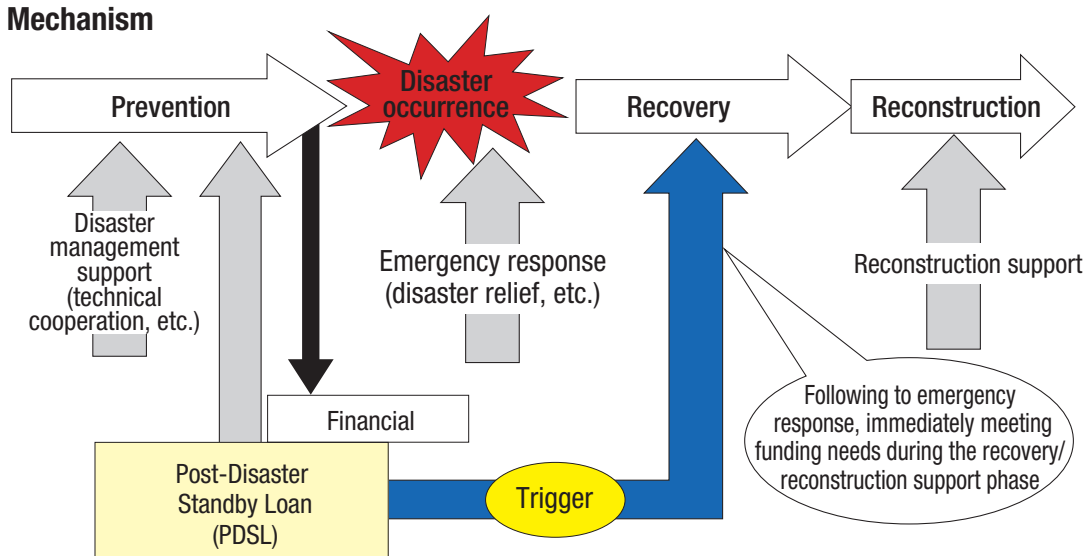 Mechanism
Prevention
Disaster
occurrence
Recovery
Reconstruction
Disaster
management
support
(technical
cooperation, etc.)
Emergency response
(disaster relief, etc.)
Reconstruction support
Financial
Post-Disaster
Standby Loan
(PDSL)
Trigger
Following to emergency
response, immediately meeting
funding needs during the recovery/
reconstruction support phase